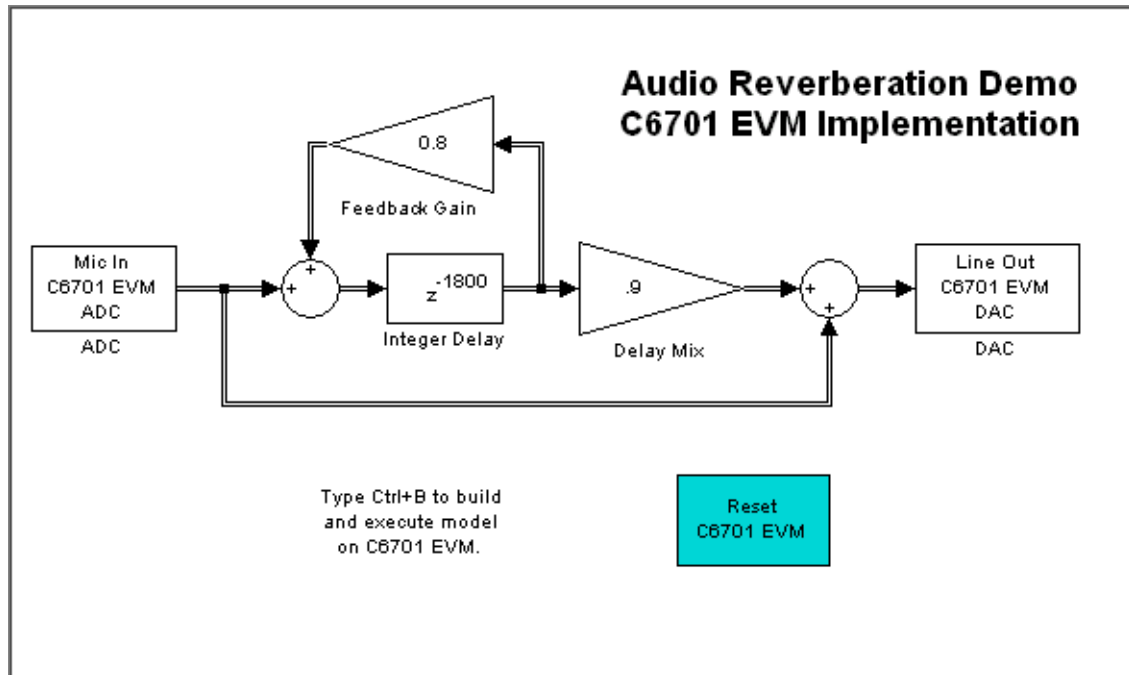 Audio Reverberation Demo
C6701 EVM Implementation
0.8
Feedback Gain
+
Mic In
C6701 EVM
ADC
ADC
+
z-1800
Integer Delay
.9
Delay Mix
+
+
Line Out
C6701 EVM
DAC
DAC
Type Ctrl+B to build
and execute model
on C6701 EVM.
Reset
C6701 EVM